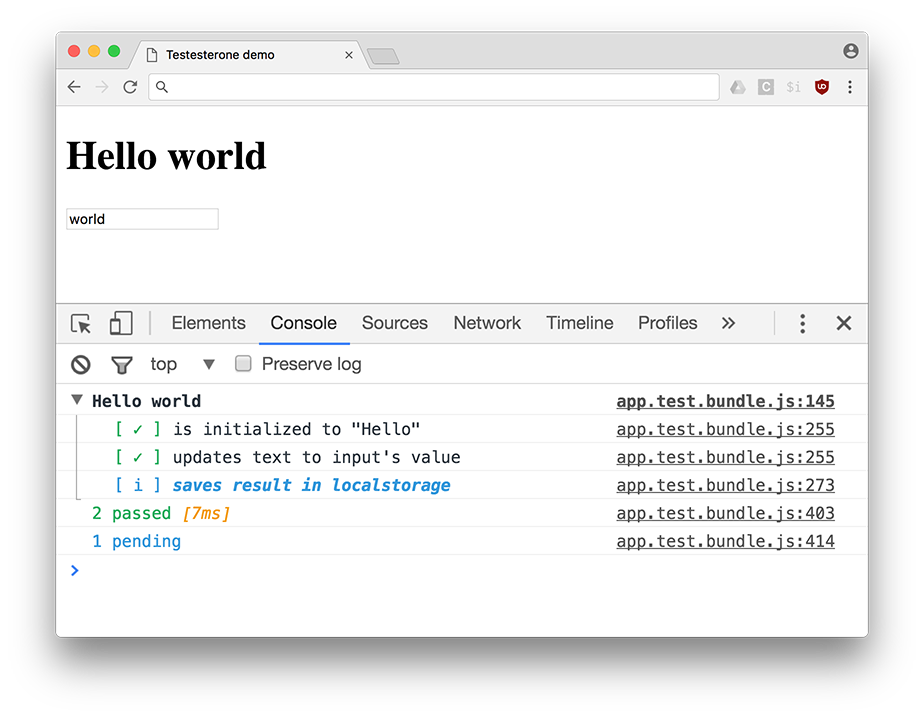 Testesterone demo
C $i
Hello world
world
Elements Console Sources Network Timeline Profiles »
top Preserve log
Hello world app.test.bundle.js:145
[ ✓ ] is initialized to "Hello" app.test.bundle.js:255
[ ✓ ] updates text to input's value app.test.bundle.js:255
[ i ] saves result in localstorage app.test.bundle.js:273
2 passed [7ms] app.test.bundle.js:403
1 pending app.test.bundle.js:414
>